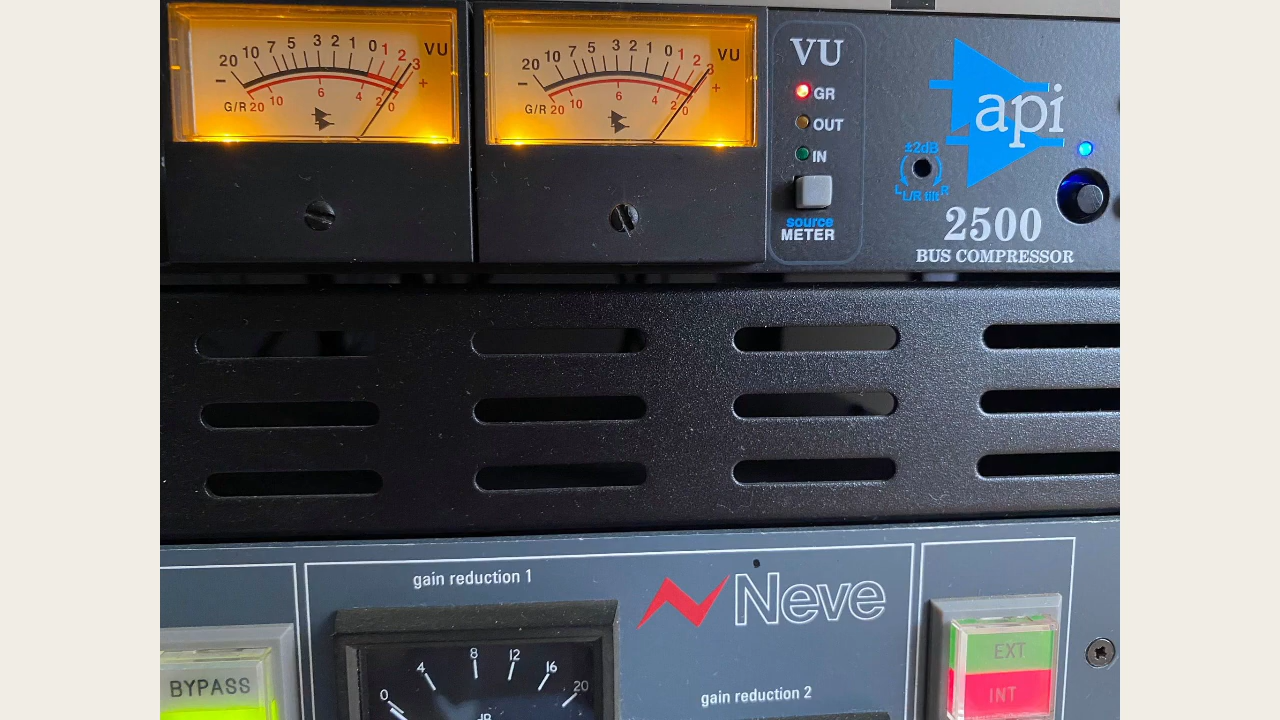 20 10 7 5 3 2 1 0 1 2 3 VU
- +
G/R 20 10 6 4 2 0
20 10 7 5 3 2 1 0 1 2 3 VU
- +
G/R 20 10 6 4 2 0
VU
GR
OUT
IN
source
METER
api
±2dB
L L/R tilt R
2500
BUS COMPRESSOR
gain reduction 1
Neve
BYPASS
0 4 8 12 16 20
dB
gain reduction 2
EXT
INT